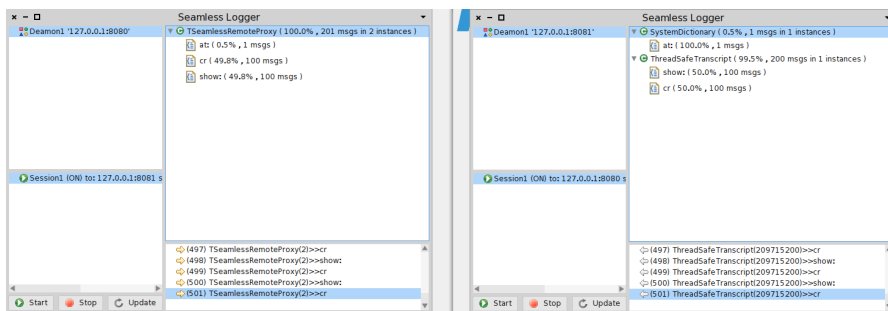 Seamless Logger
Deamon1 '127.0.0.1:8080'
TSeamlessRemoteProxy ( 100.0% , 201 msgs in 2 instances )
at: ( 0.5% , 1 msgs )
cr ( 49.8% , 100 msgs )
show: ( 49.8% , 100 msgs )
Session1 (ON) to: 127.0.0.1:8081 s
(497) TSeamlessRemoteProxy(2)>>cr
(498) TSeamlessRemoteProxy(2)>>show:
(499) TSeamlessRemoteProxy(2)>>cr
(500) TSeamlessRemoteProxy(2)>>show:
(501) TSeamlessRemoteProxy(2)>>cr
Start Stop Update
Seamless Logger
Deamon1 '127.0.0.1:8081'
SystemDictionary ( 0.5% , 1 msgs in 1 instances )
at: ( 100.0% , 1 msgs )
ThreadSafeTranscript ( 99.5% , 200 msgs in 1 instances )
show: ( 50.0% , 100 msgs )
cr ( 50.0% , 100 msgs )
Session1 (ON) to: 127.0.0.1:8080 s
(497) ThreadSafeTranscript(209715200)>>cr
(498) ThreadSafeTranscript(209715200)>>show:
(499) ThreadSafeTranscript(209715200)>>cr
(500) ThreadSafeTranscript(209715200)>>show:
(501) ThreadSafeTranscript(209715200)>>cr
Start Stop Update